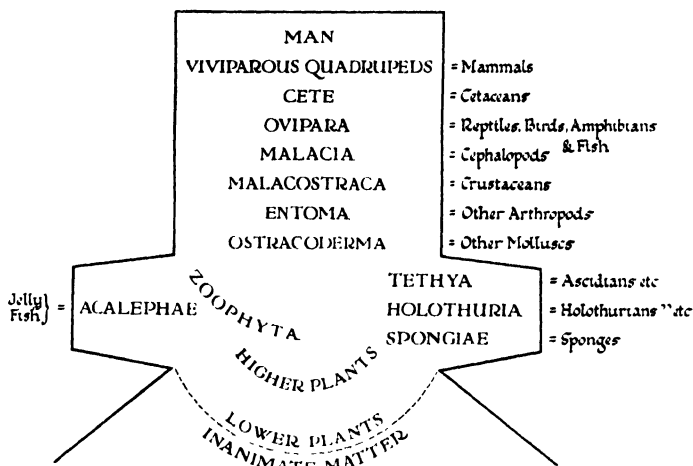 MAN
VIVIPAROUS QUADRUPEDS = Mammals
CETE = Cetaceans
OVIPARA = Reptiles, Birds, Amphibians & Fish
MALACIA = Cephalopods
MALACOSTRACA = Crustaceans
ENTOMA = Other Arthropods
OSTRACODERMA = Other Molluscs
TETHYA = Ascidians etc
Jelly Fish} = ACALEPHAE
ZOOPHYTA
HOLOTHURIA = Holothurians "etc
SPONGIAE = Sponges
HIGHER PLANTS
LOWER PLANTS
INANIMATE MATTER